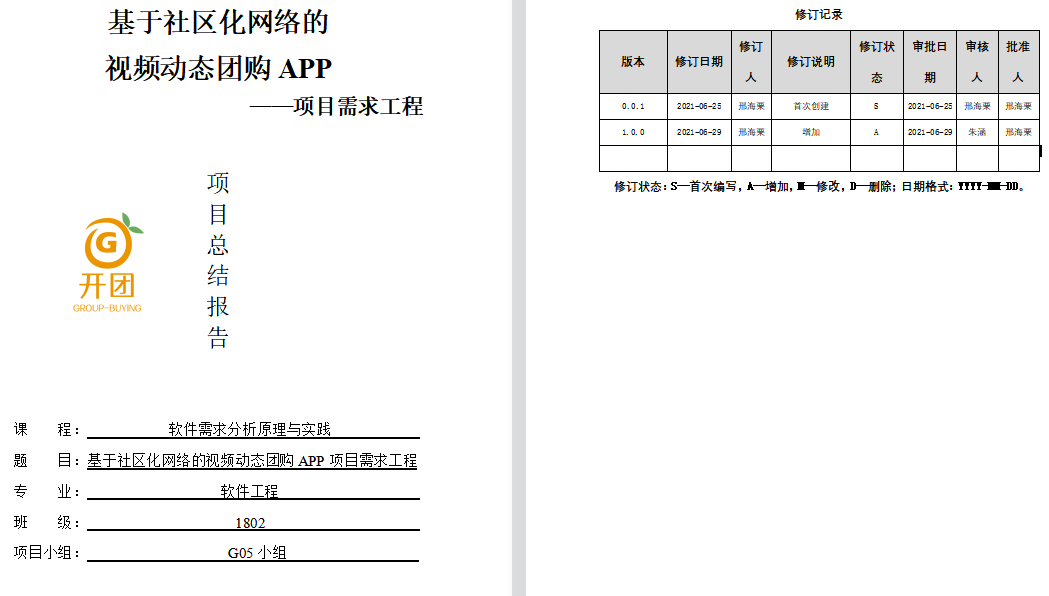 基于社区化网络的
视频动态团购 APP
——项目需求工程
项
目
总
结
报
告
G
开团
GROUP-BUYING
课 程： 软件需求分析原理与实践
题 目：基于社区化网络的视频动态团购 APP 项目需求工程
专 业： 软件工程
班 级： 1802
项目小组： G05 小组
修订记录
版本 修订日期 修订人 修订说明 修订状态 审批日期 审核人 批准人
0.0.1 2021-06-25 邢海粟 首次创建 S 2021-06-25 邢海粟 邢海粟
1.0.0 2021-06-29 邢海粟 增加 A 2021-06-29 朱涵 邢海粟
修订状态：S—首次编写，A—增加，M—修改，D—删除；日期格式：YYYY-MM-DD。